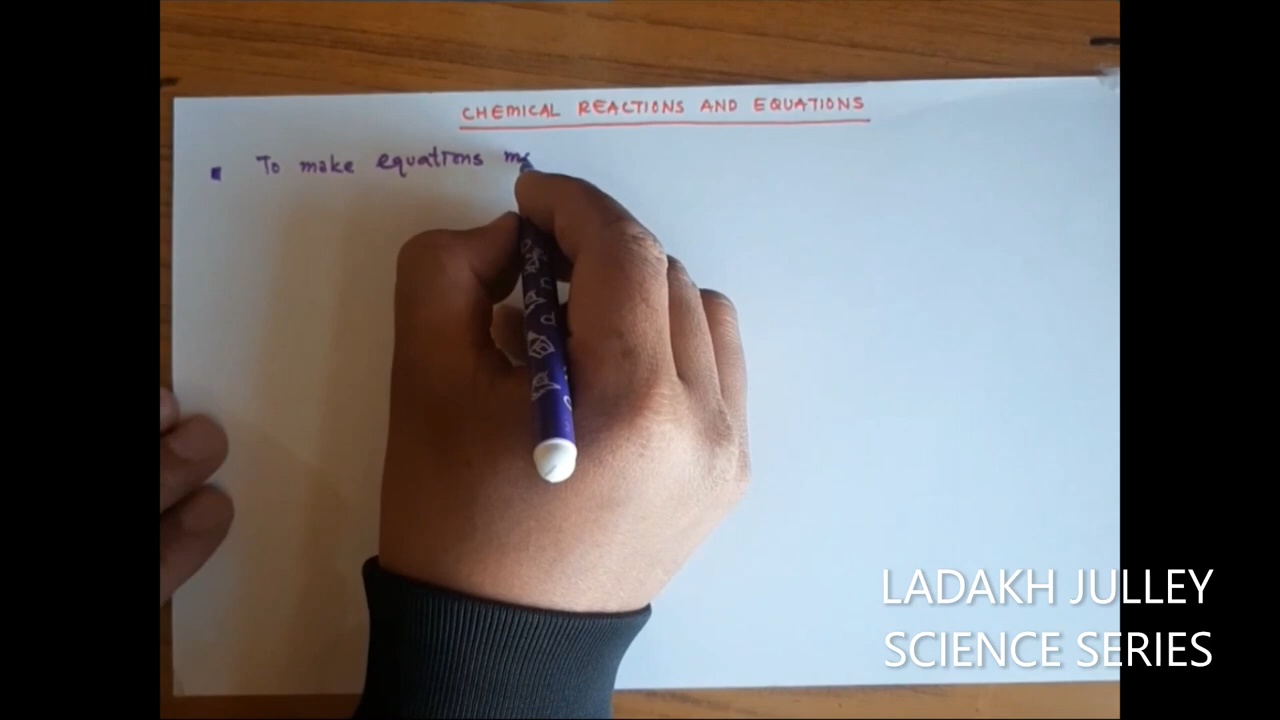 CHEMICAL REACTIONS AND EQUATIONS
To make equations
LADAKH JULLEY
SCIENCE SERIES